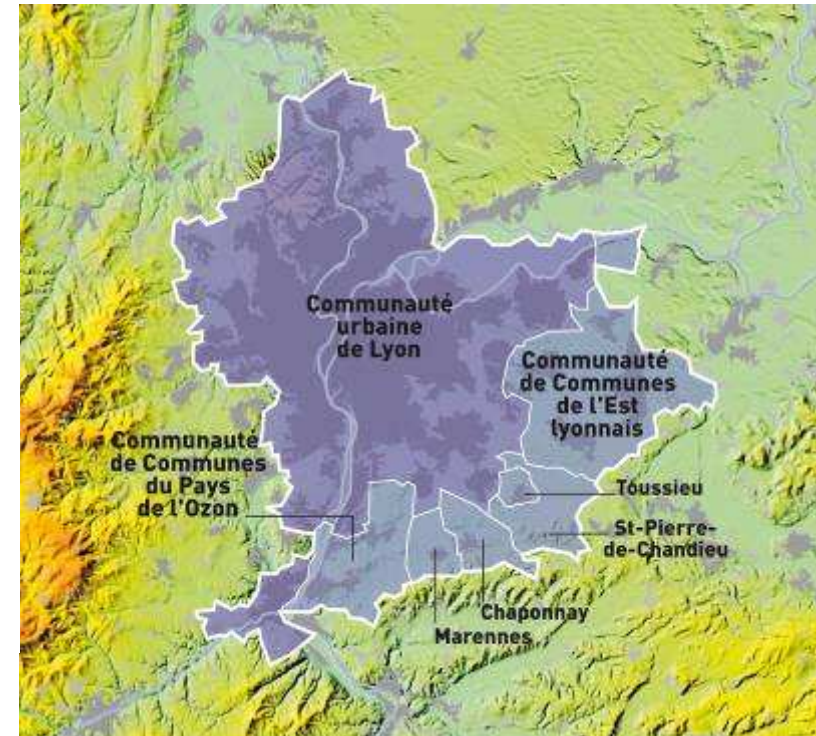 Communauté
urbaine
de Lyon
Communauté
de Communes
de l'Est
lyonnais
Communauté
de Communes
du Pays
de l'Ozon
Toussieu
St-Pierre-
de-Chandieu
Chaponnay
Marennes